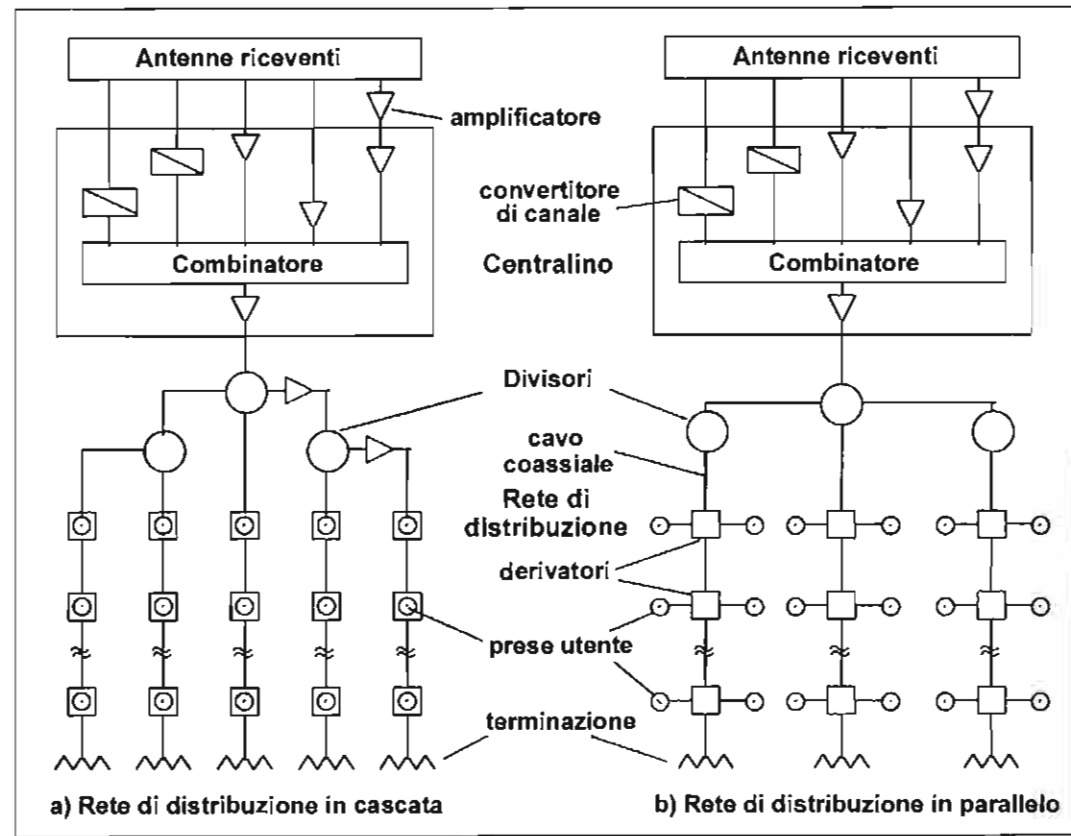 Antenne riceventi
Antenne riceventi
amplificatore
convertitore
di canale
Combinatore
Centralino
Combinatore
Divisori
cavo
coassiale
Rete di
distribuzione
derivatori
prese utente
terminazione
a) Rete di distribuzione in cascata
b) Rete di distribuzione in parallelo